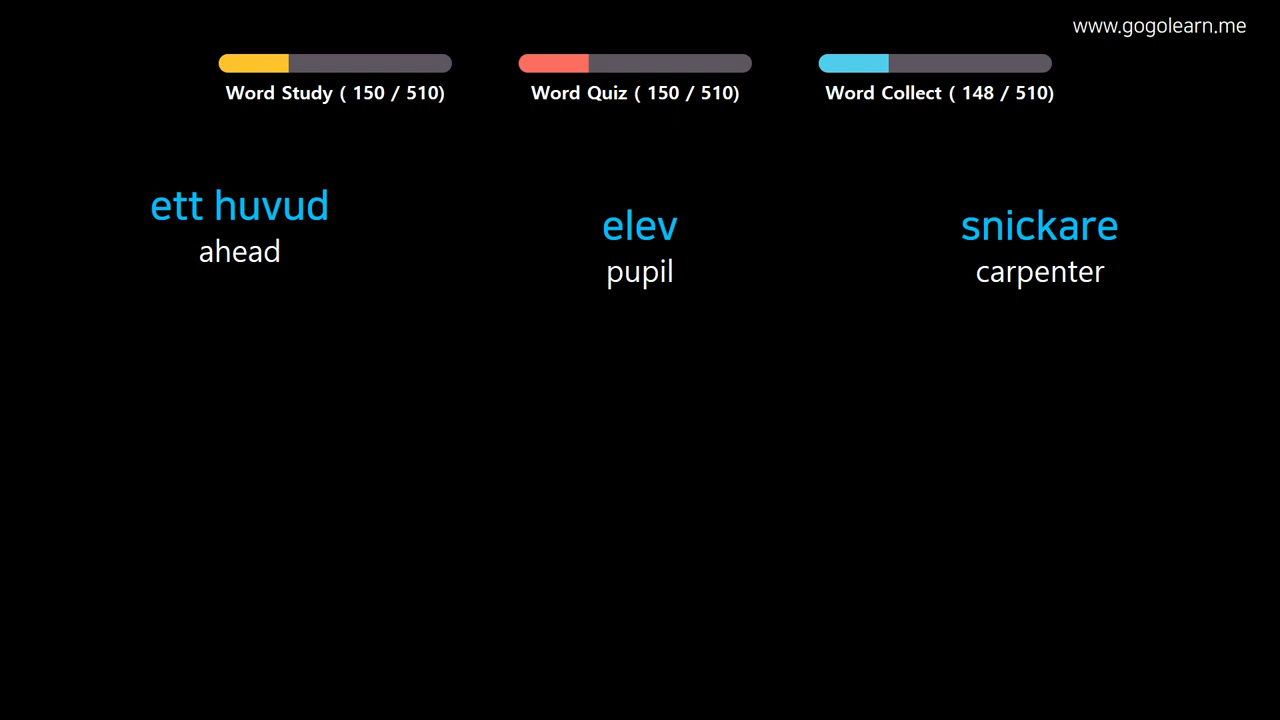 www.gogolearn.me
Word Study ( 150 / 510)
Word Quiz ( 150 / 510)
Word Collect ( 148 / 510)
ett huvud
ahead
elev
pupil
snickare
carpenter